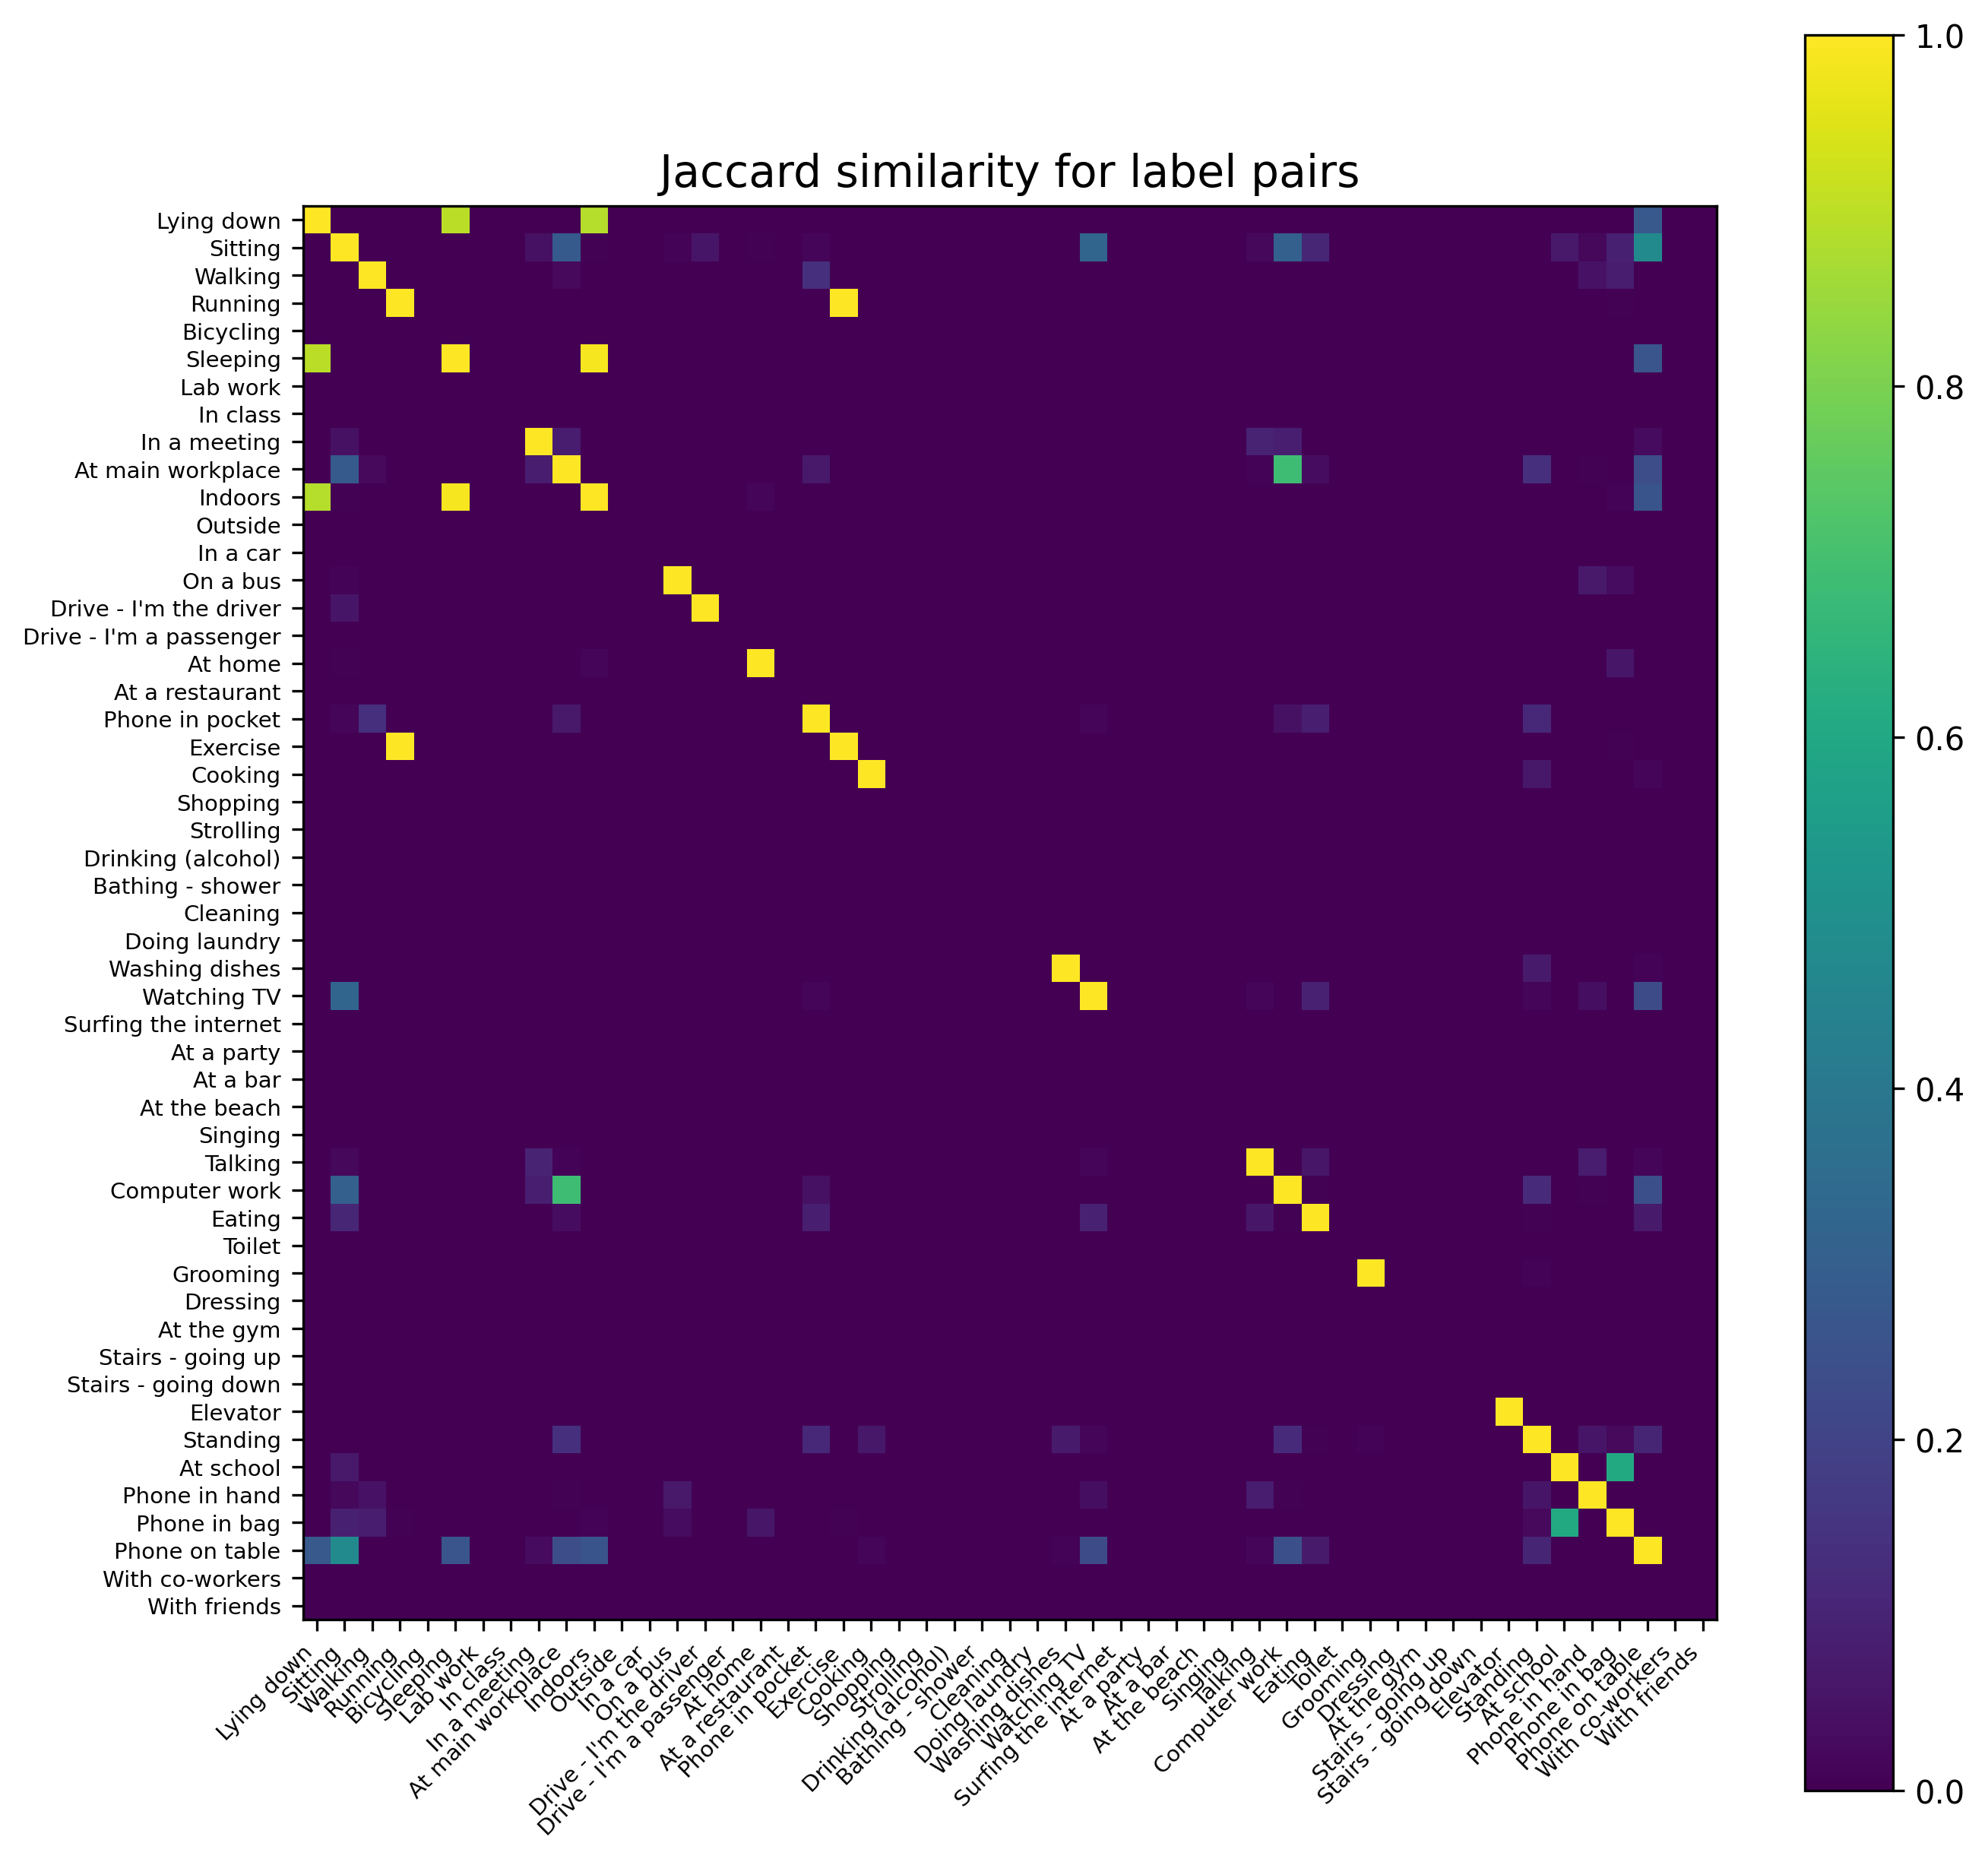 Jaccard similarity for label pairs
Lying down
Sitting
Walking
Running
Bicycling
Sleeping
Lab work
In class
In a meeting
At main workplace
Indoors
Outside
In a car
On a bus
Drive - I'm the driver
Drive - I'm a passenger
At home
At a restaurant
Phone in pocket
Exercise
Cooking
Shopping
Strolling
Drinking (alcohol)
Bathing - shower
Cleaning
Doing laundry
Washing dishes
Watching TV
Surfing the internet
At a party
At a bar
At the beach
Singing
Talking
Computer work
Eating
Toilet
Grooming
Dressing
At the gym
Stairs - going up
Stairs - going down
Elevator
Standing
At school
Phone in hand
Phone in bag
Phone on table
With co-workers
With friends
Lying down
Sitting
Walking
Running
Bicycling
Sleeping
Lab work
In class
In a meeting
At main workplace
Indoors
Outside
In a car
On a bus
Drive - I'm the driver
Drive - I'm a passenger
At home
At a restaurant
Phone in pocket
Exercise
Cooking
Shopping
Strolling
Drinking (alcohol)
Bathing - shower
Cleaning
Doing laundry
Washing dishes
Watching TV
Surfing the internet
At a party
At a bar
At the beach
Singing
Talking
Computer work
Eating
Toilet
Grooming
Dressing
At the gym
Stairs - going up
Stairs - going down
Elevator
Standing
At school
Phone in hand
Phone in bag
Phone on table
With co-workers
With friends
1.0
0.8
0.6
0.4
0.2
0.0